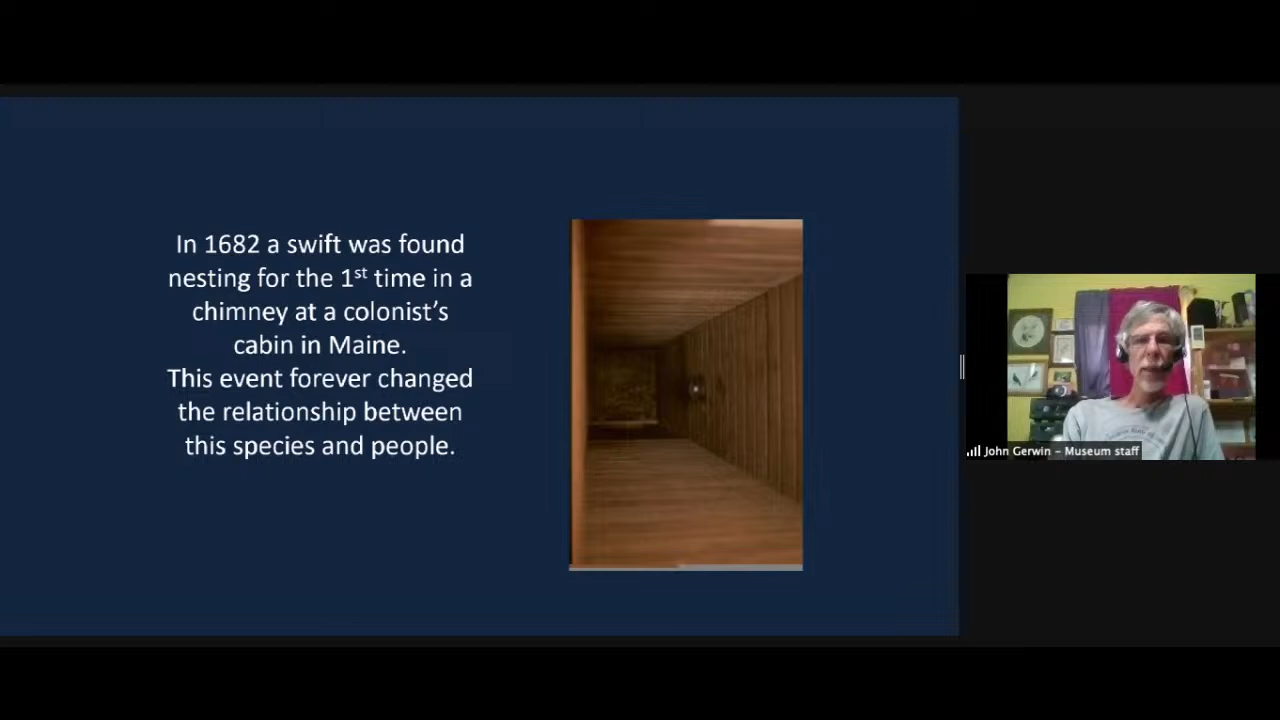 In 1682 a swift was found
nesting for the 1st time in a
chimney at a colonist's
cabin in Maine.
This event forever changed
the relationship between
this species and people.
John Gerwin - Museum staff